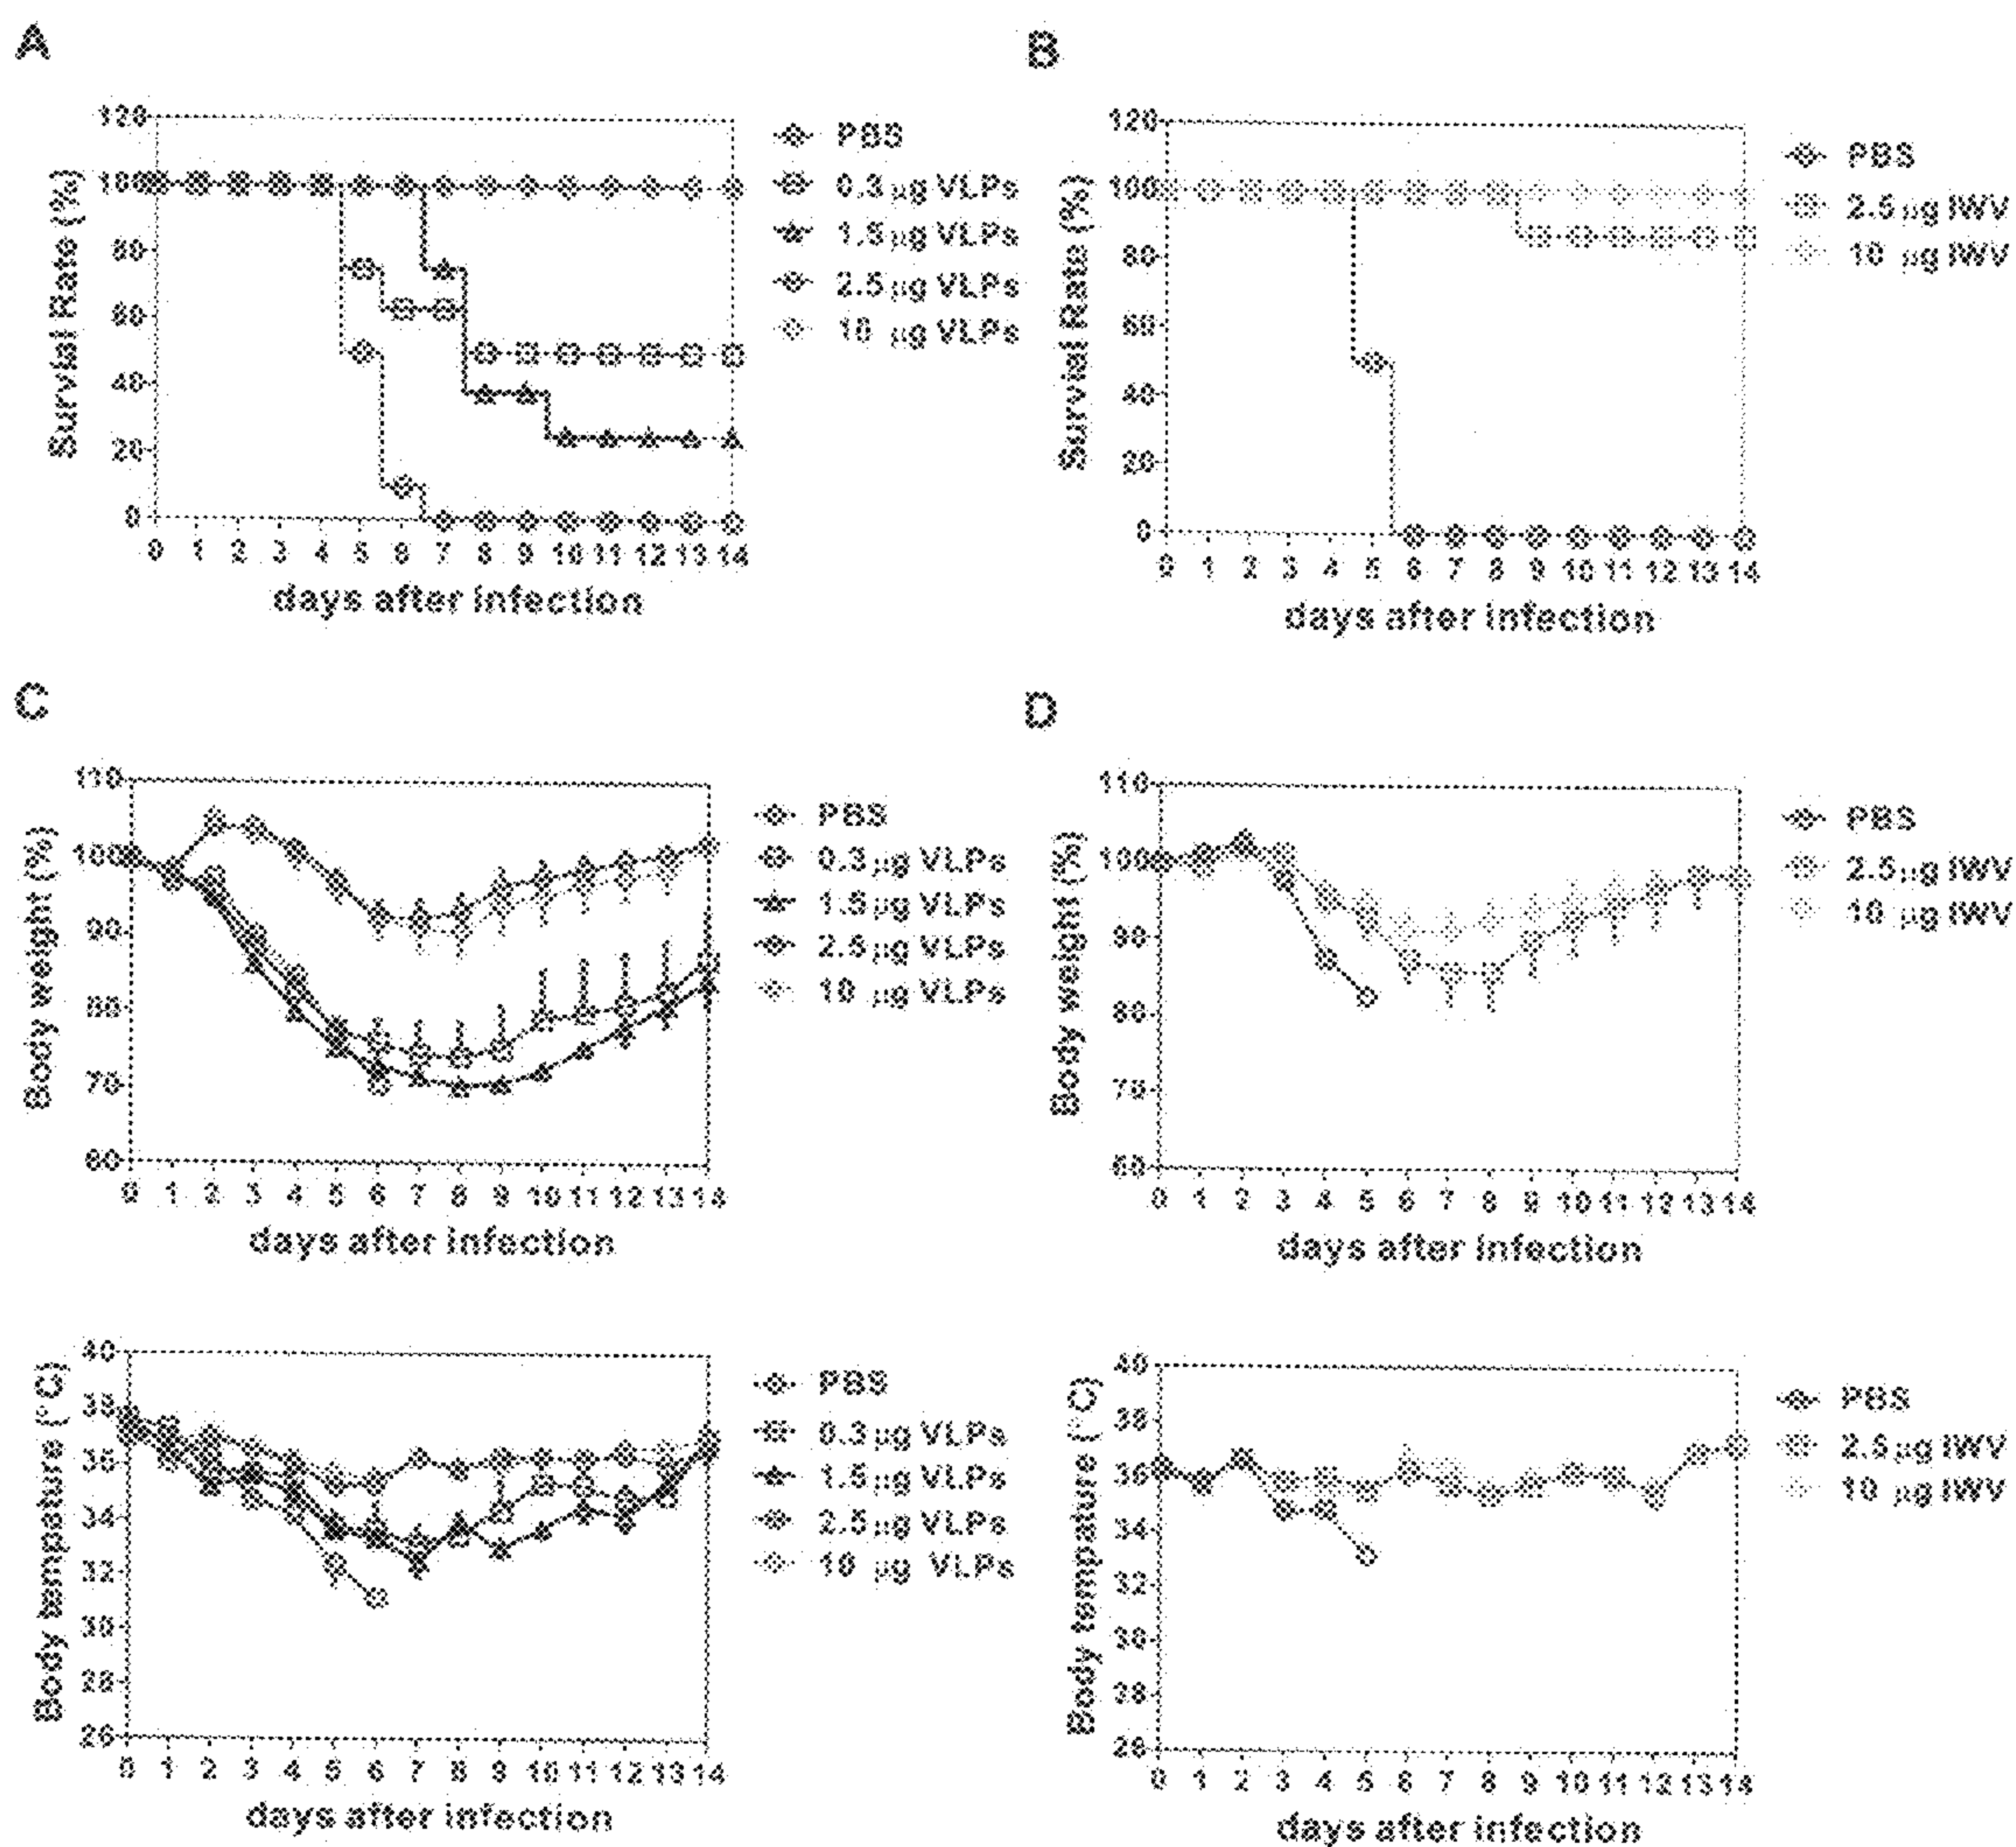 A
120
100
80
60
40
20
0
Survial Rate (%)
0 1 2 3 4 5 6 7 8 9 10 11 12 13 14
days after infection
PBS
0.3 μg VLPs
1.5 μg VLPs
2.5 μg VLPs
10 μg VLPs
B
120
100
80
60
40
20
0
Survial Rate (%)
0 1 2 3 4 5 6 7 8 9 10 11 12 13 14
days after infection
PBS
2.5 μg IWV
10 μg IWV
C
110
100
90
80
70
60
Body weight (%)
0 1 2 3 4 5 6 7 8 9 10 11 12 13 14
days after infection
PBS
0.3 μg VLPs
1.5 μg VLPs
2.5 μg VLPs
10 μg VLPs
D
110
100
90
80
70
60
Body weight (%)
0 1 2 3 4 5 6 7 8 9 10 11 12 13 14
days after infection
PBS
2.5 μg IWV
10 μg IWV
40
38
36
34
32
30
28
26
Body tempature (°C)
0 1 2 3 4 5 6 7 8 9 10 11 12 13 14
days after infection
PBS
0.3 μg VLPs
1.5 μg VLPs
2.5 μg VLPs
10 μg VLPs
40
38
36
34
32
30
28
26
Body tempature (°C)
0 1 2 3 4 5 6 7 8 9 10 11 12 13 14
days after infection
PBS
2.5 μg IWV
10 μg IWV